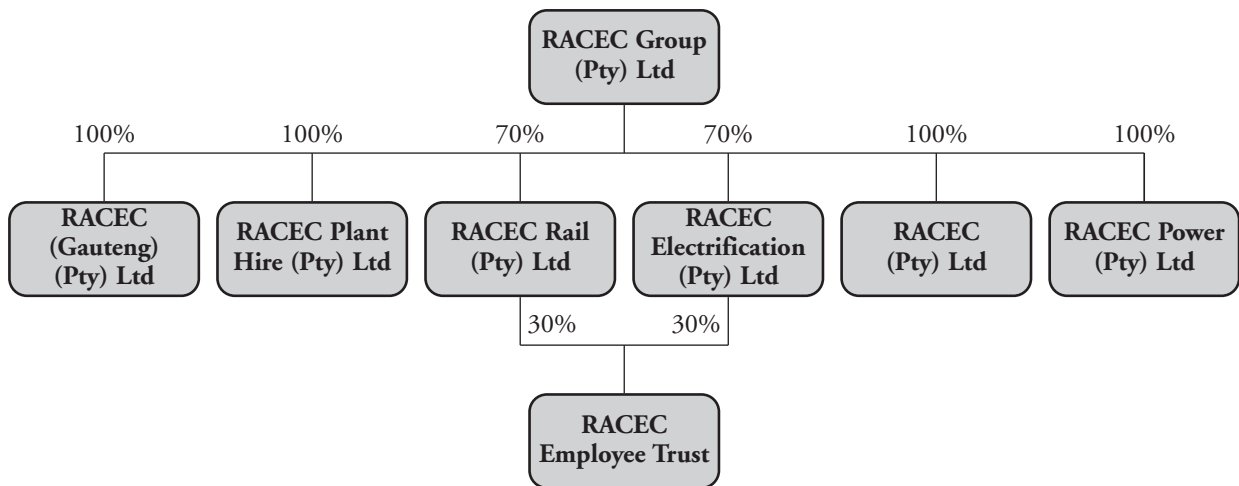 RACEC Group
(Pty) Ltd
100%
100%
70%
70%
100%
100%
RACEC
(Gauteng)
(Pty) Ltd
RACEC Plant
Hire (Pty) Ltd
RACEC Rail
(Pty) Ltd
RACEC
Electrification
(Pty) Ltd
RACEC
(Pty) Ltd
RACEC Power
(Pty) Ltd
30%
30%
RACEC
Employee Trust